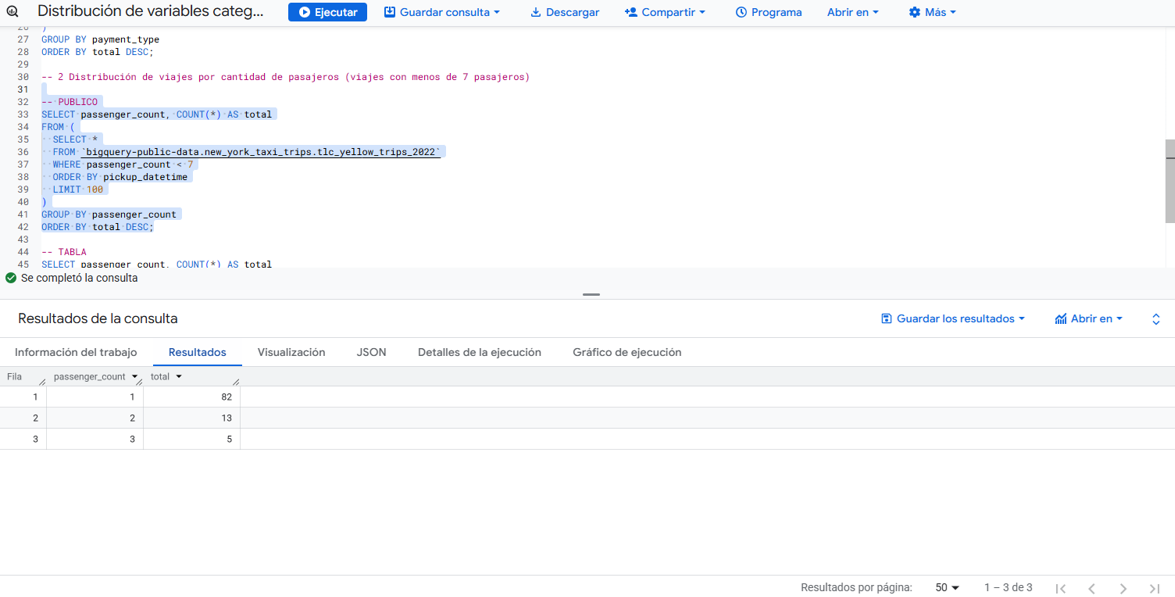 Distribución de variables categ...
Ejecutar
Guardar consulta
Descargar
Compartir
Programa
Abrir en
Más
26 )
27 GROUP BY payment_type
28 ORDER BY total DESC;
29
30 -- 2 Distribución de viajes por cantidad de pasajeros (viajes con menos de 7 pasajeros)
31
32 -- PUBLICO
33 SELECT passenger_count, COUNT(*) AS total
34 FROM (
35 SELECT *
36 FROM `bigquery-public-data.new_york_taxi_trips.tlc_yellow_trips_2022`
37 WHERE passenger_count < 7
38 ORDER BY pickup_datetime
39 LIMIT 100
40 )
41 GROUP BY passenger_count
42 ORDER BY total DESC;
43
44 -- TABLA
45 SELECT passenger_count, COUNT(*) AS total
Se completó la consulta
Resultados de la consulta
Guardar los resultados
Abrir en
Información del trabajo
Resultados
Visualización
JSON
Detalles de la ejecución
Gráfico de ejecución
Fila passenger_count total
1 1 82
2 2 13
3 3 5
Resultados por página: 50 1 – 3 de 3